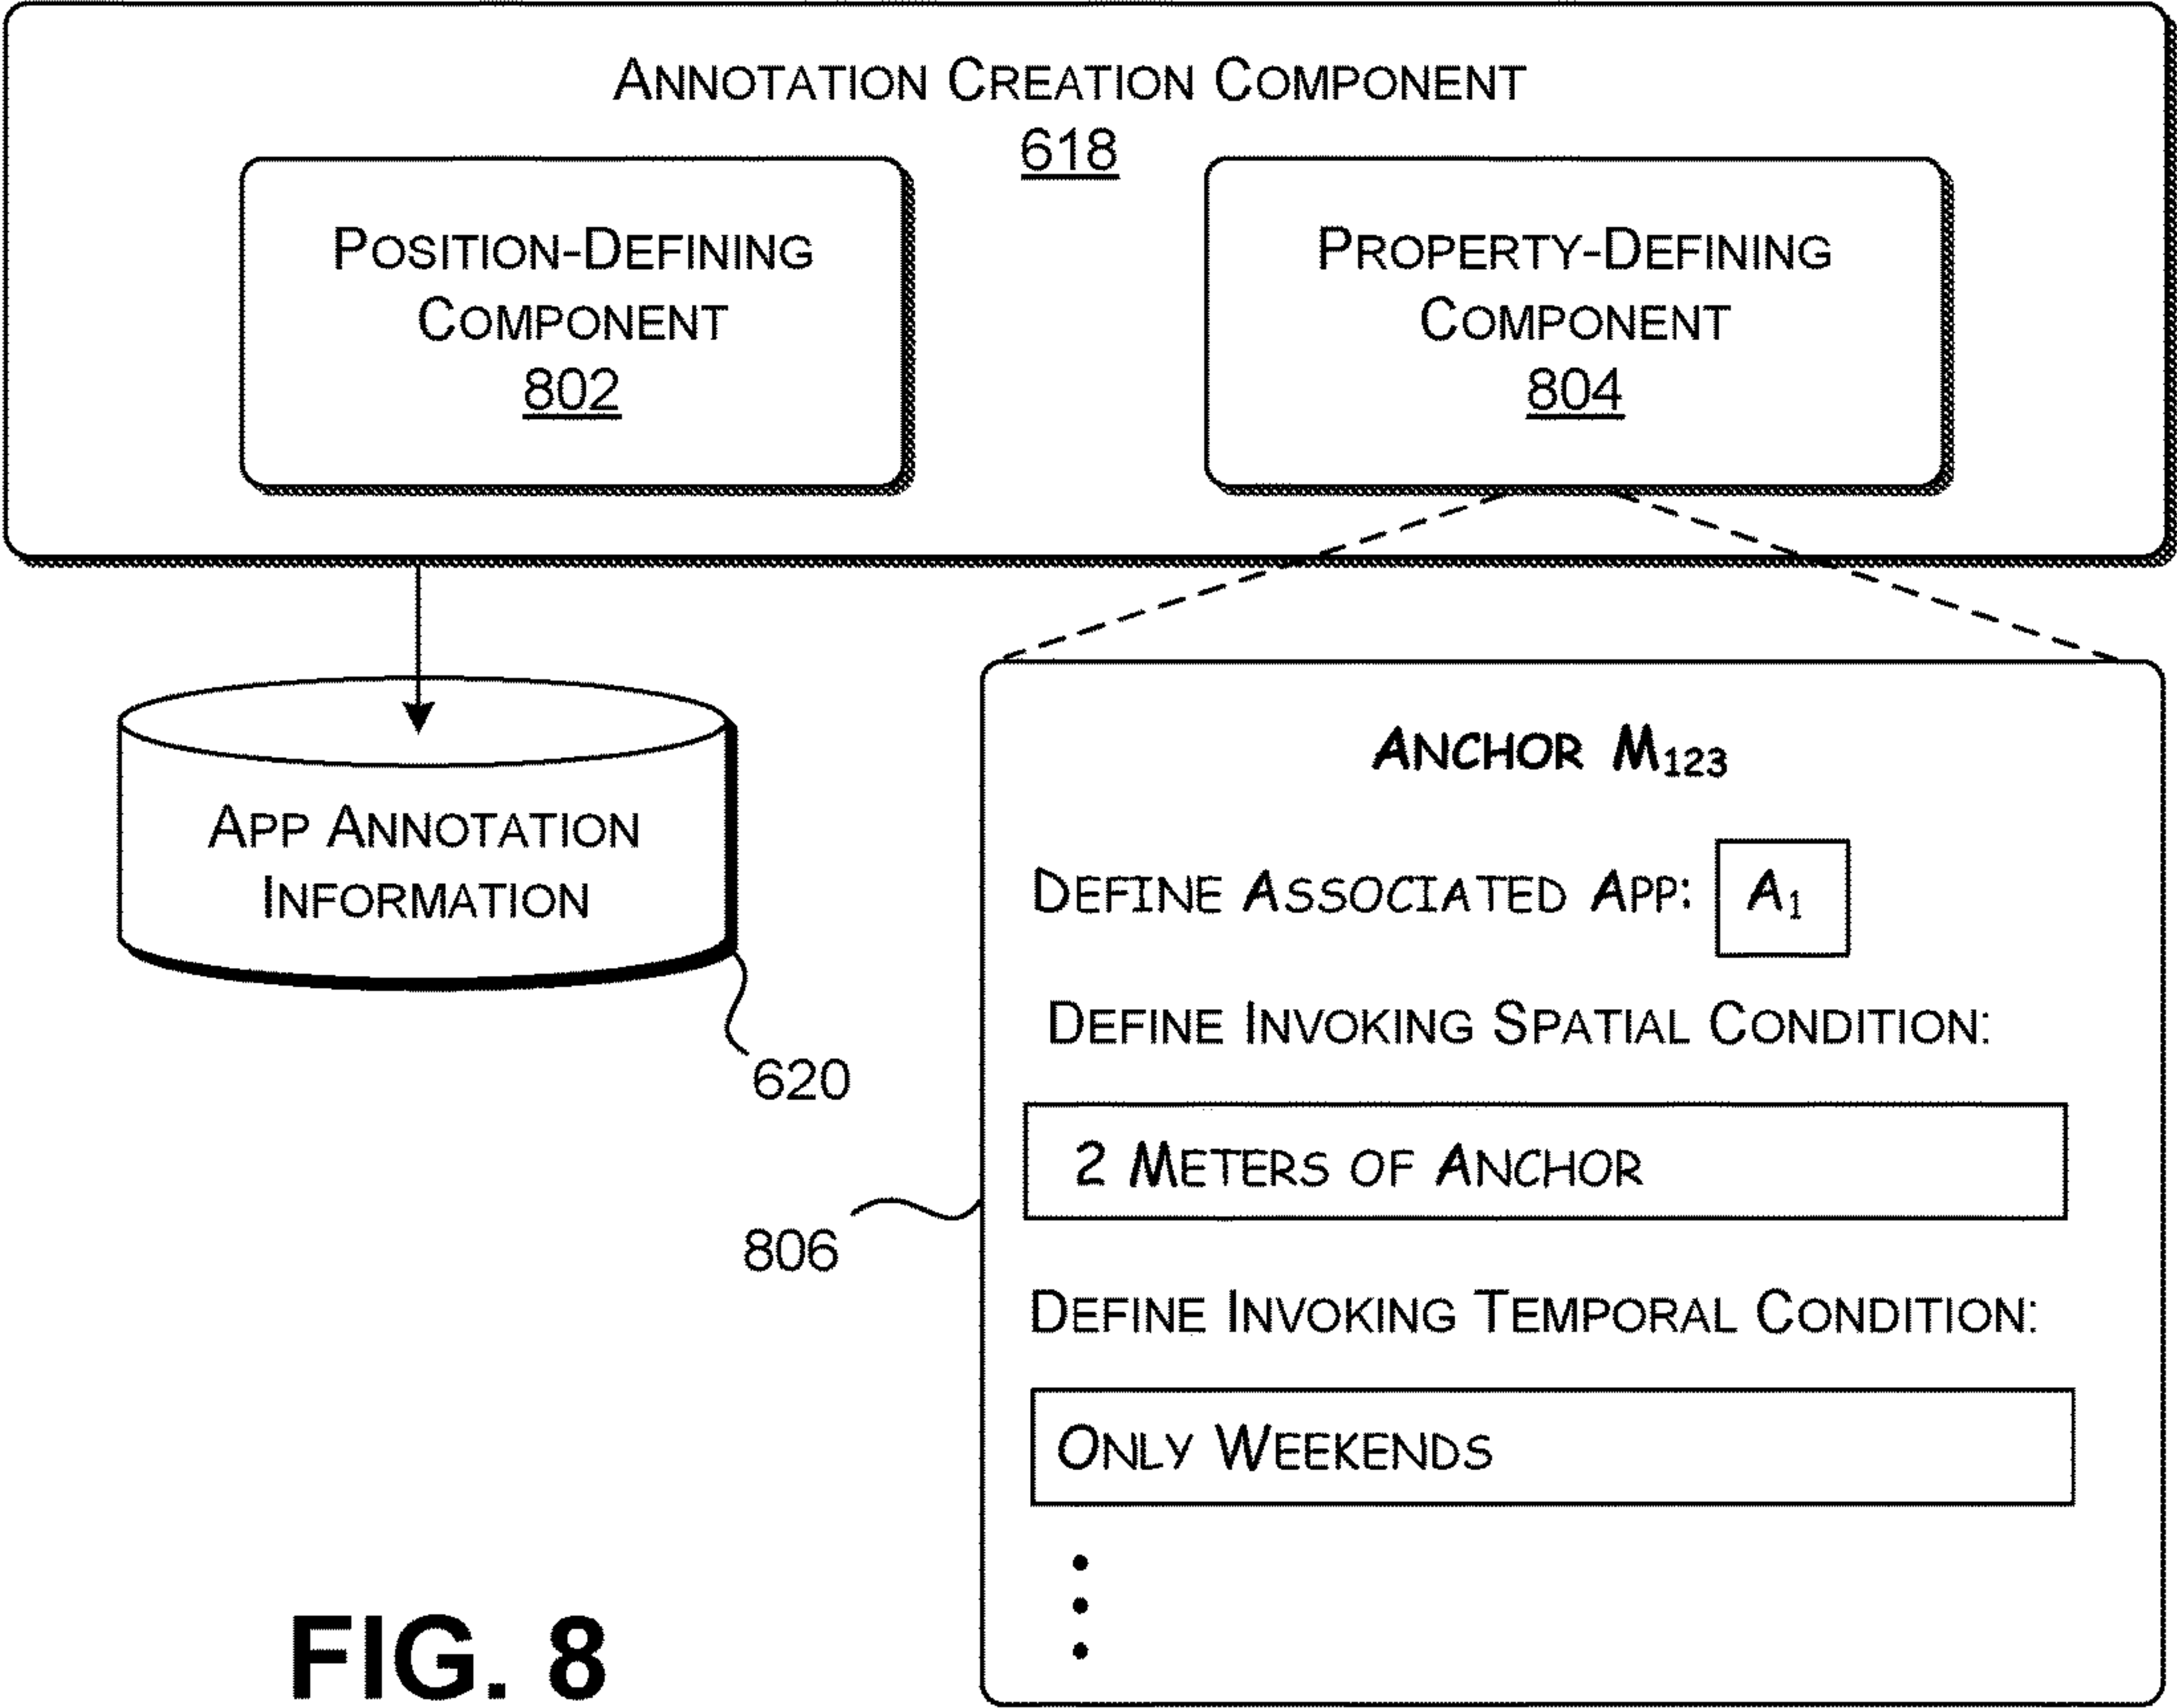 ANNOTATION CREATION COMPONENT
618
POSITION-DEFINING
COMPONENT
802
PROPERTY-DEFINING
COMPONENT
804
APP ANNOTATION
INFORMATION
620
ANCHOR M₁₂₃
DEFINE ASSOCIATED APP: A₁
DEFINE INVOKING SPATIAL CONDITION:
2 METERS OF ANCHOR
806
DEFINE INVOKING TEMPORAL CONDITION:
ONLY WEEKENDS
FIG. 8